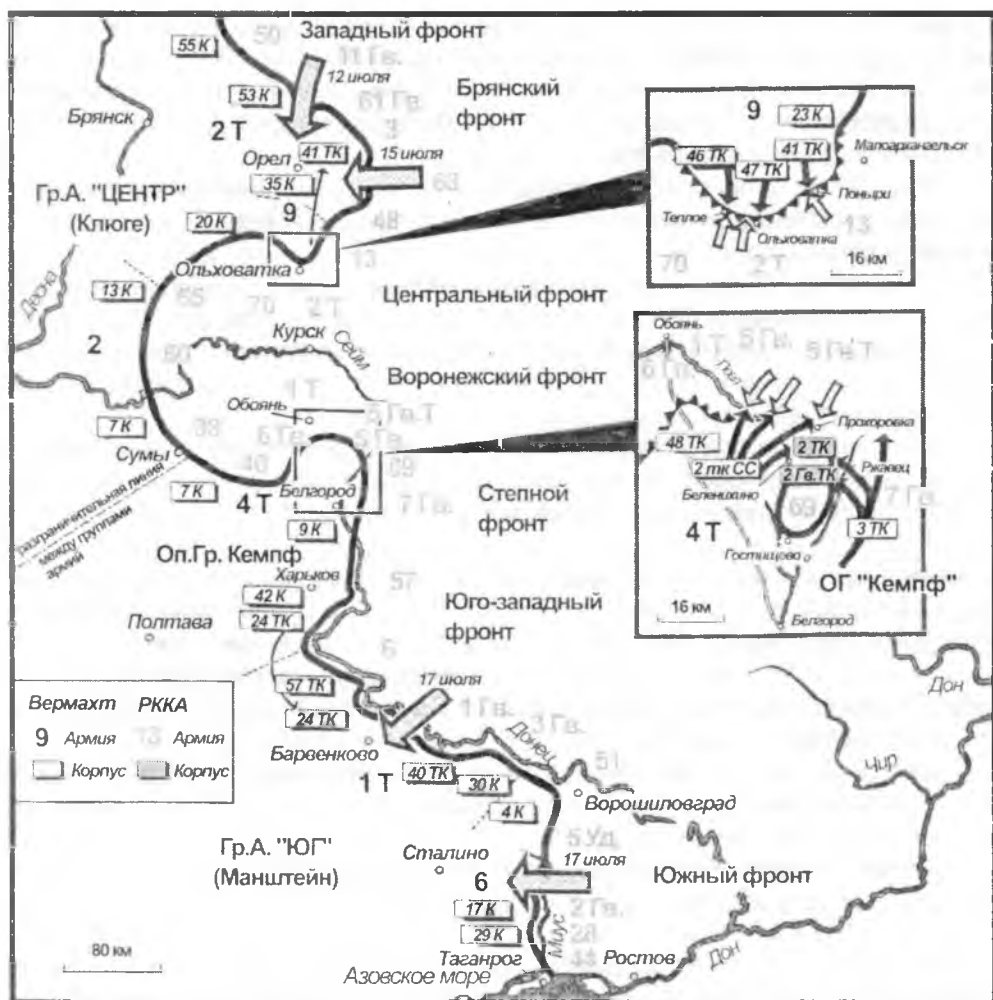 Западный фронт
50
11 Гв.
55 К
12 июля
53 К
61 Гв.
Брянский
фронт
3
Брянск
2 Т
Орел
41 ТК
15 июля
63
35 К
Гр.А. "ЦЕНТР"
(Клюге)
9
48
20 К
13
Ольховатка
Десна
13 К
65
70
2 Т
Центральный фронт
2
60
Курск
Сейм
1 Т
Воронежский фронт
Обоянь
5 Гв.Т
7 К
38
6 Гв.
5 Гв.
Сумы
40
69
7 К
4 Т
Белгород
7 Гв.
Степной
фронт
разграничительная линия
между группами
армий
9 К
Оп.Гр. Кемпф
Харьков
57
42 К
24 ТК
Юго-западный
фронт
Полтава
6
57 ТК
17 июля
24 ТК
1 Гв.
3 Гв.
Донец
Барвенково
51
1 Т
40 ТК
30 К
4 К
Ворошиловград
Дон
Чир
Гр.А. "ЮГ"
(Манштейн)
5 Уд
Сталино
17 июля
6
Южный фронт
17 К
2 Гв.
29 К
Миус
28
Таганрог
Ростов
Дон
Азовское море
80 км
Вермахт РККА
9 Армия 13 Армия
Корпус Корпус
9
23 К
46 ТК
41 ТК
Малоархангельск
47 ТК
Поныри
Теплое
Ольховатка
13
70
2 Т
16 км
Обоянь
1 Т
5 Гв.
5 Гв Т
6 Гв.
Прохоровка
48 ТК
2 ТК
2 тк СС
2 Гв.ТК
Ржавец
Беленихино
69
7 Гв.
4 Т
3 ТК
Гостищево
ОГ "Кемпф"
16 км
Белгород